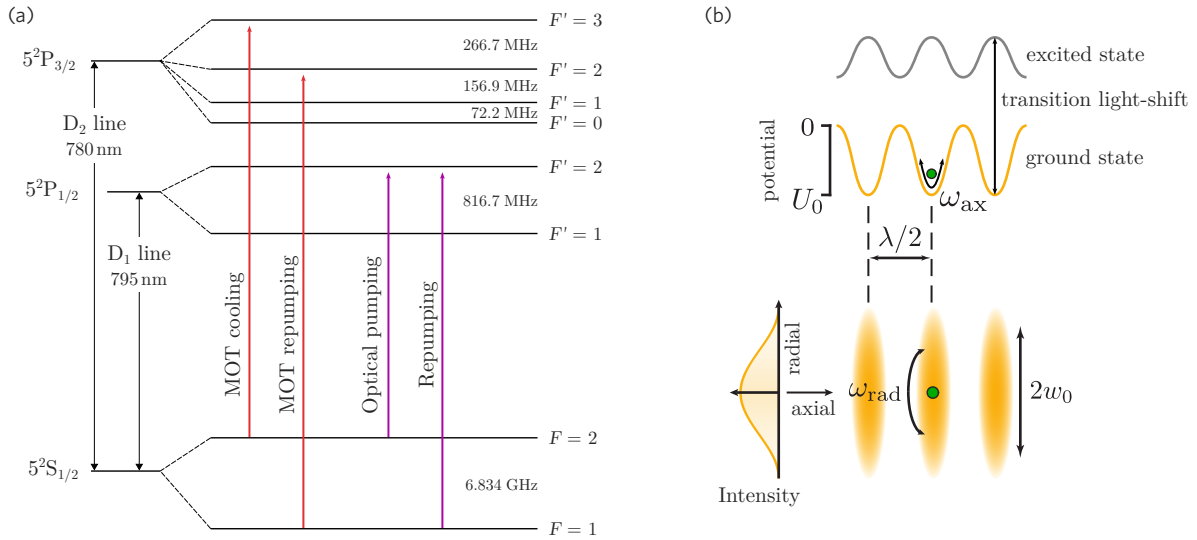 (a)
F′ = 3
266.7 MHz
5²P₃/₂
F′ = 2
156.9 MHz
F′ = 1
72.2 MHz
F′ = 0
D₂ line
780 nm
F′ = 2
5²P₁/₂
816.7 MHz
F′ = 1
D₁ line
795 nm
MOT cooling
MOT repumping
Optical pumping
Repumping
F = 2
5²S₁/₂
6.834 GHz
F = 1
(b)
excited state
transition light-shift
0
ground state
potential
U₀
ω_ax
λ/2
radial
ω_rad
axial
2w₀
Intensity